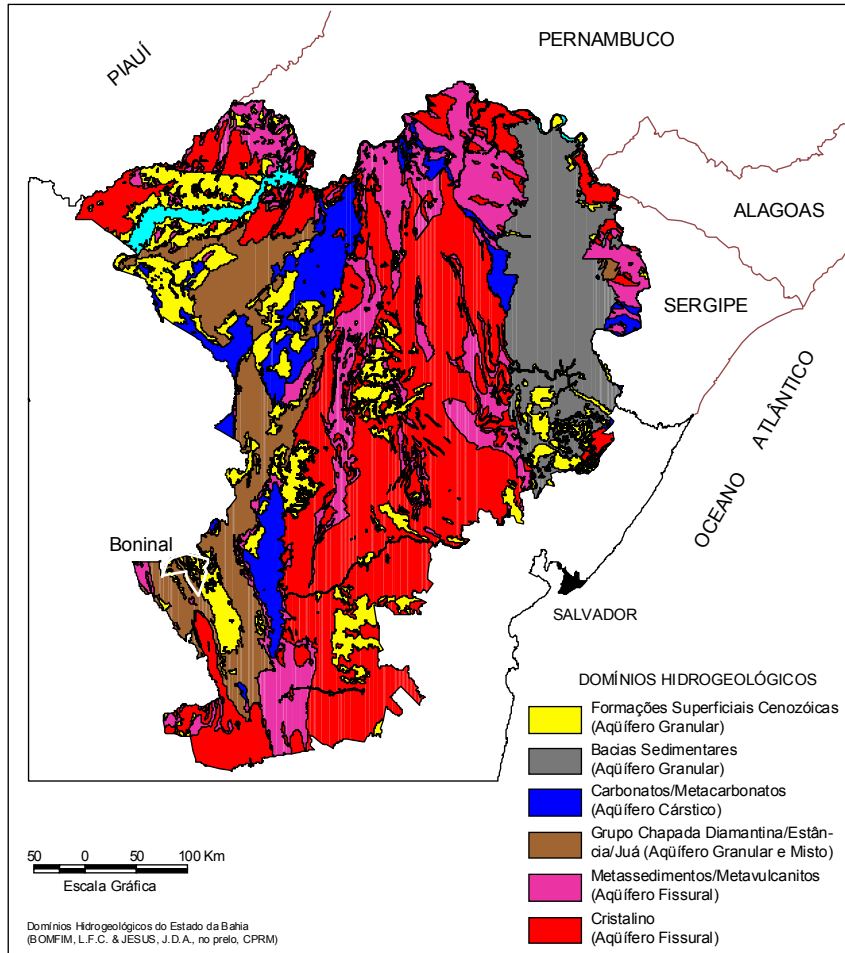 PERNAMBUCO
PIAUÍ
ALAGOAS
SERGIPE
OCEANO ATLÂNTICO
Boninal
SALVADOR
DOMÍNIOS HIDROGEOLÓGICOS
Formações Superficiais Cenozóicas
(Aqüífero Granular)
Bacias Sedimentares
(Aqüífero Granular)
Carbonatos/Metacarbonatos
(Aqüífero Cárstico)
Grupo Chapada Diamantina/Estân-
cia/Juá (Aqüífero Granular e Misto)
Metassedimentos/Metavulcanitos
(Aqüífero Fissural)
Cristalino
(Aqüífero Fissural)
50 0 50 100 Km
Escala Gráfica
Domínios Hidrogeológicos do Estado da Bahia
(BOMFIM, L.F.C. & JESUS, J.D.A., no prelo, CPRM)